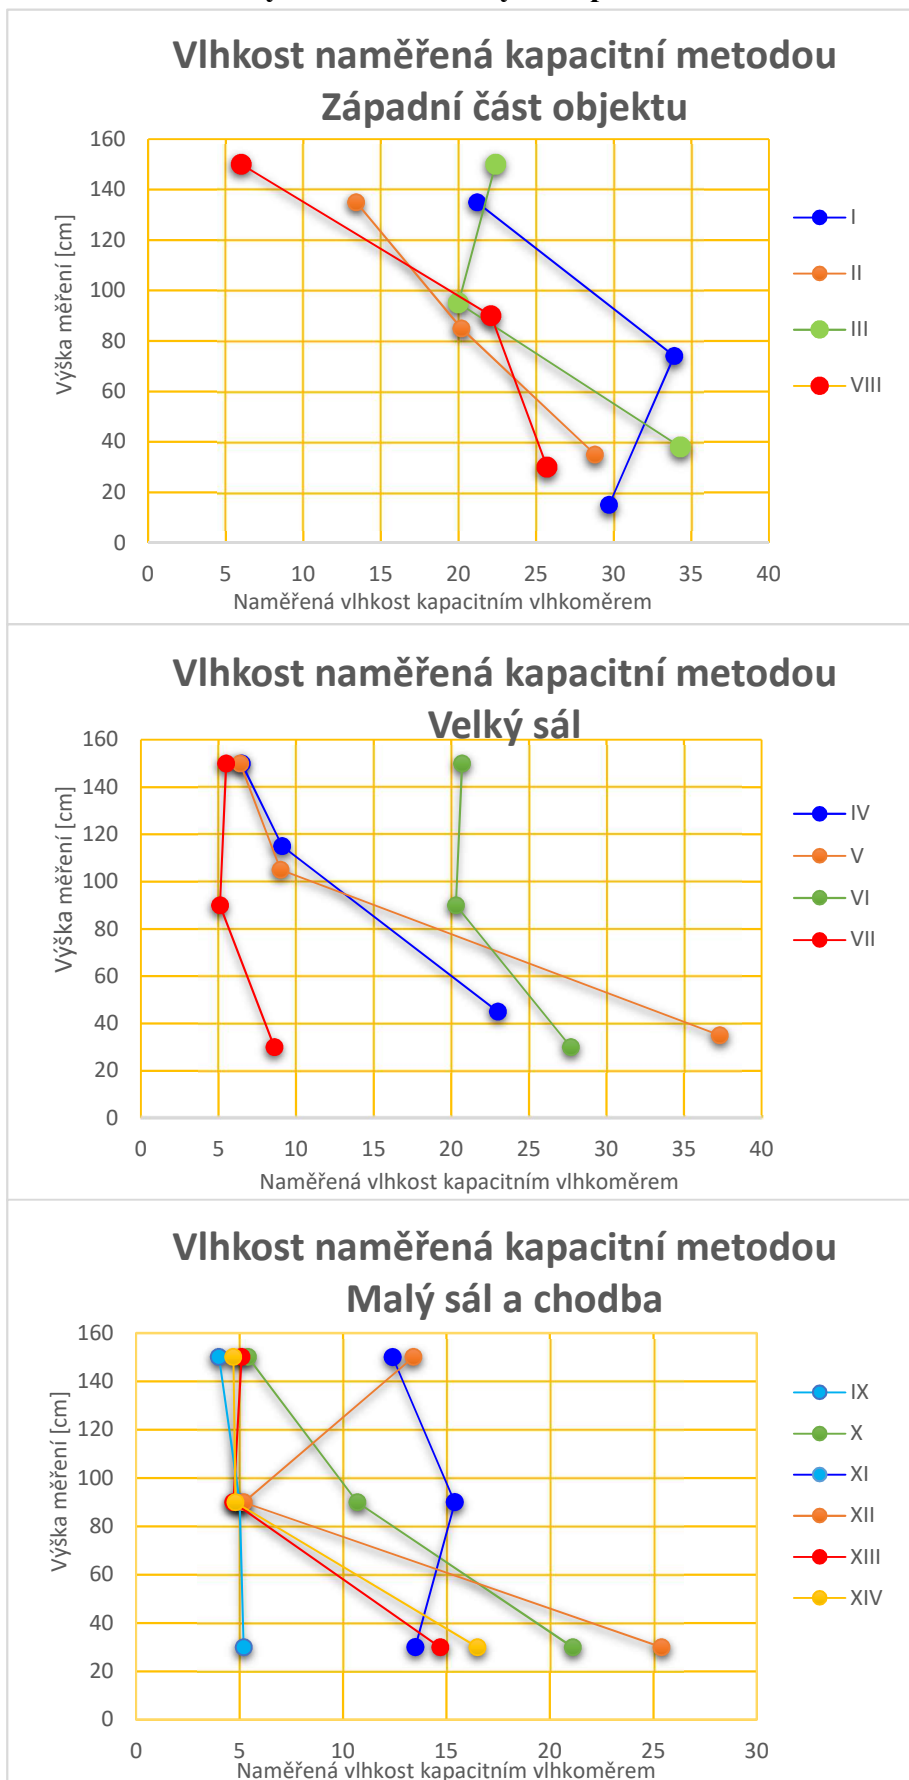 Vlhkost naměřená kapacitní metodou
Západní část objektu
160
140
120
100
80
60
40
20
0
Výška měření [cm]
0 5 10 15 20 25 30 35 40
Naměřená vlhkost kapacitním vlhkoměrem
I
II
III
VIII
Vlhkost naměřená kapacitní metodou
Velký sál
160
140
120
100
80
60
40
20
0
Výška měření [cm]
0 5 10 15 20 25 30 35 40
Naměřená vlhkost kapacitním vlhkoměrem
IV
V
VI
VII
Vlhkost naměřená kapacitní metodou
Malý sál a chodba
160
140
120
100
80
60
40
20
0
Výška měření [cm]
0 5 10 15 20 25 30
Naměřená vlhkost kapacitním vlhkoměrem
IX
X
XI
XII
XIII
XIV